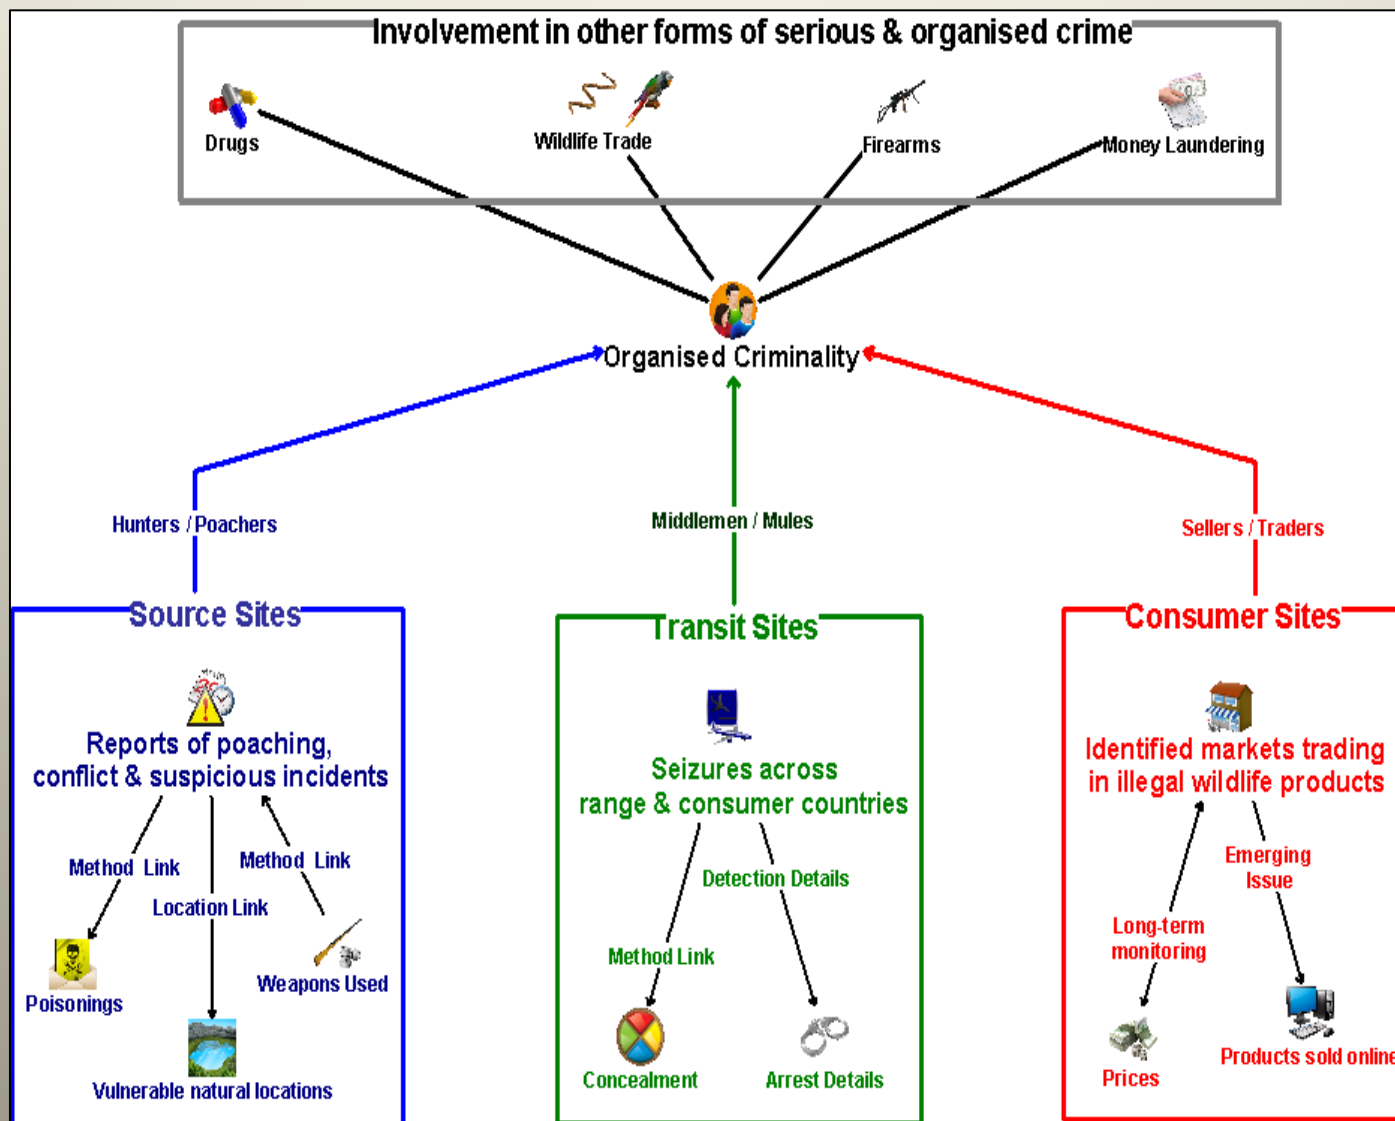 Involvement in other forms of serious & organised crime
Drugs
Wildlife Trade
Firearms
Money Laundering
Organised Criminality
Hunters / Poachers
Middlemen / Mules
Sellers / Traders
Source Sites
Reports of poaching,
conflict & suspicious incidents
Method Link
Method Link
Location Link
Poisonings
Weapons Used
Vulnerable natural locations
Transit Sites
Seizures across
range & consumer countries
Detection Details
Method Link
Concealment
Arrest Details
Consumer Sites
Identified markets trading
in illegal wildlife products
Emerging
Issue
Long-term
monitoring
Prices
Products sold online